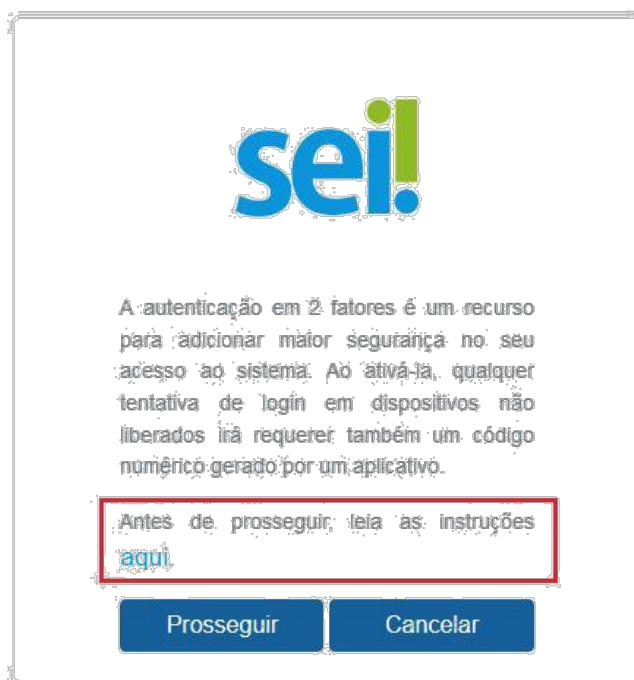 sei!
A autenticação em 2 fatores é um recurso
para adicionar maior segurança no seu
acesso ao sistema. Ao ativá-la, qualquer
tentativa de login em dispositivos não
liberados irá requerer também um código
numérico gerado por um aplicativo.
Antes de prosseguir, leia as instruções
aqui.
Prosseguir Cancelar